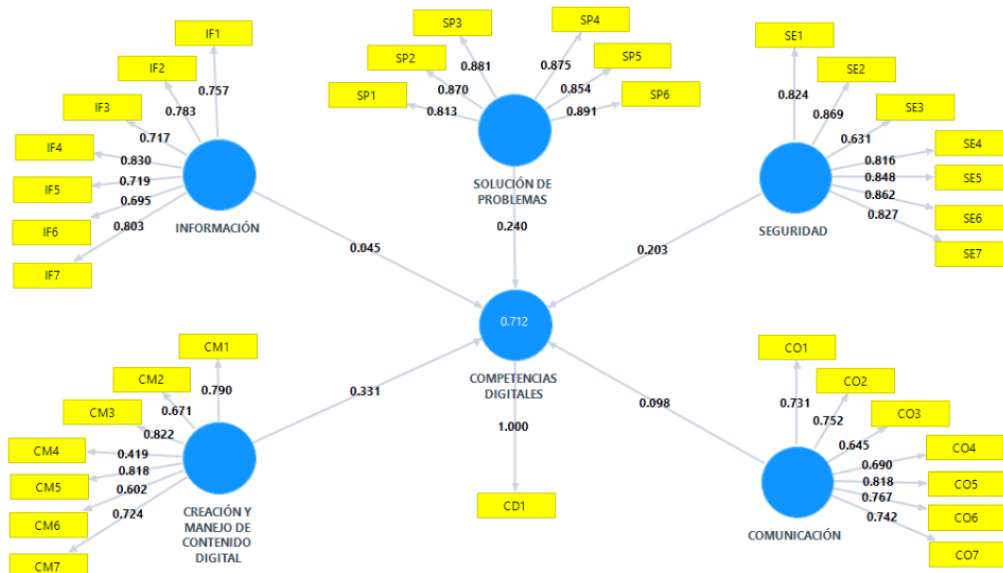 IF1
IF2
IF3
IF4
IF5
IF6
IF7
0.757
0.783
0.717
0.830
0.719
0.695
0.803
INFORMACIÓN
0.045
SP1
SP2
SP3
SP4
SP5
SP6
0.813
0.870
0.881
0.875
0.854
0.891
SOLUCIÓN DE
PROBLEMAS
0.240
SE1
SE2
SE3
SE4
SE5
SE6
SE7
0.824
0.869
0.631
0.816
0.848
0.862
0.827
SEGURIDAD
0.203
0.712
COMPETENCIAS
DIGITALES
1.000
CD1
CM1
CM2
CM3
CM4
CM5
CM6
CM7
0.790
0.671
0.822
0.419
0.818
0.602
0.724
CREACIÓN Y
MANEJO DE
CONTENIDO
DIGITAL
0.331
CO1
CO2
CO3
CO4
CO5
CO6
CO7
0.731
0.752
0.645
0.690
0.818
0.767
0.742
COMUNICACIÓN
0.098